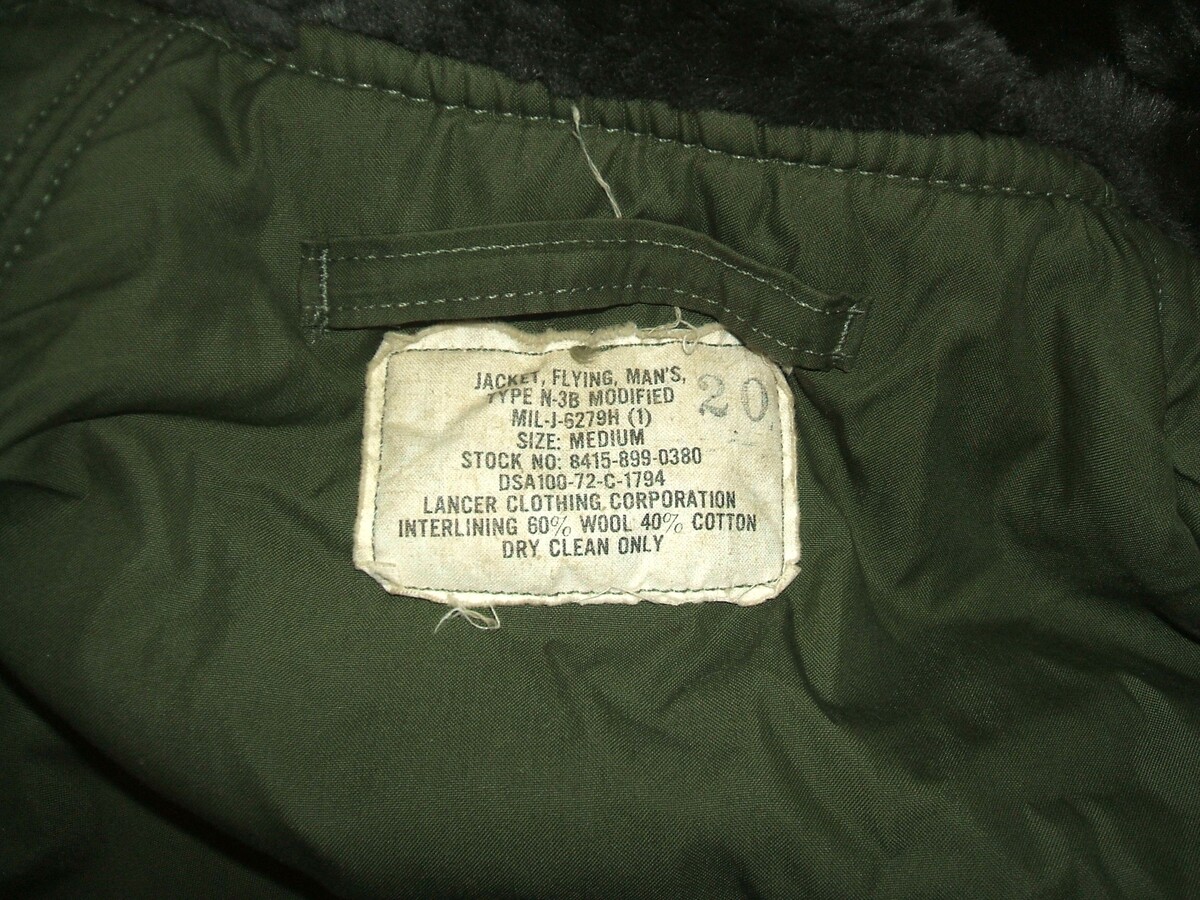 JACKET, FLYING, MAN'S,
TYPE N-3B MODIFIED
20
MIL-J-6279H (1)
SIZE: MEDIUM
STOCK NO: 8415-899-0380
DSA100-72-C-1794
LANCER CLOTHING CORPORATION
INTERLINING 60% WOOL 40% COTTON
DRY CLEAN ONLY